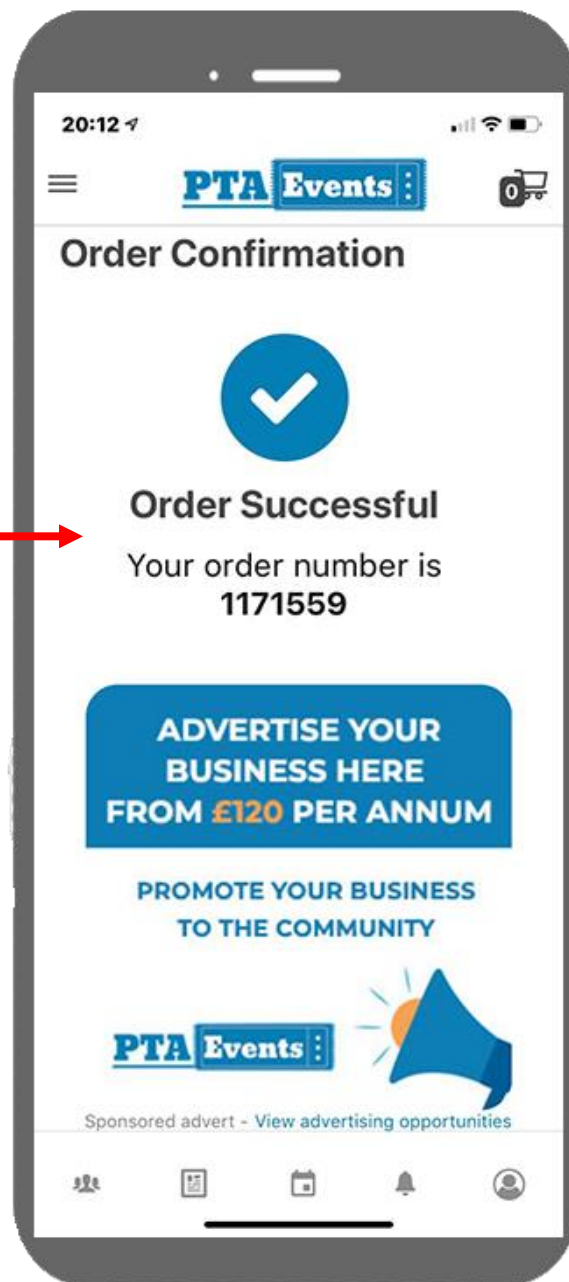 20:12
PTA Events
0
Order Confirmation
Order Successful
Your order number is
1171559
ADVERTISE YOUR
BUSINESS HERE
FROM £120 PER ANNUM
PROMOTE YOUR BUSINESS
TO THE COMMUNITY
PTA Events
Sponsored advert - View advertising opportunities